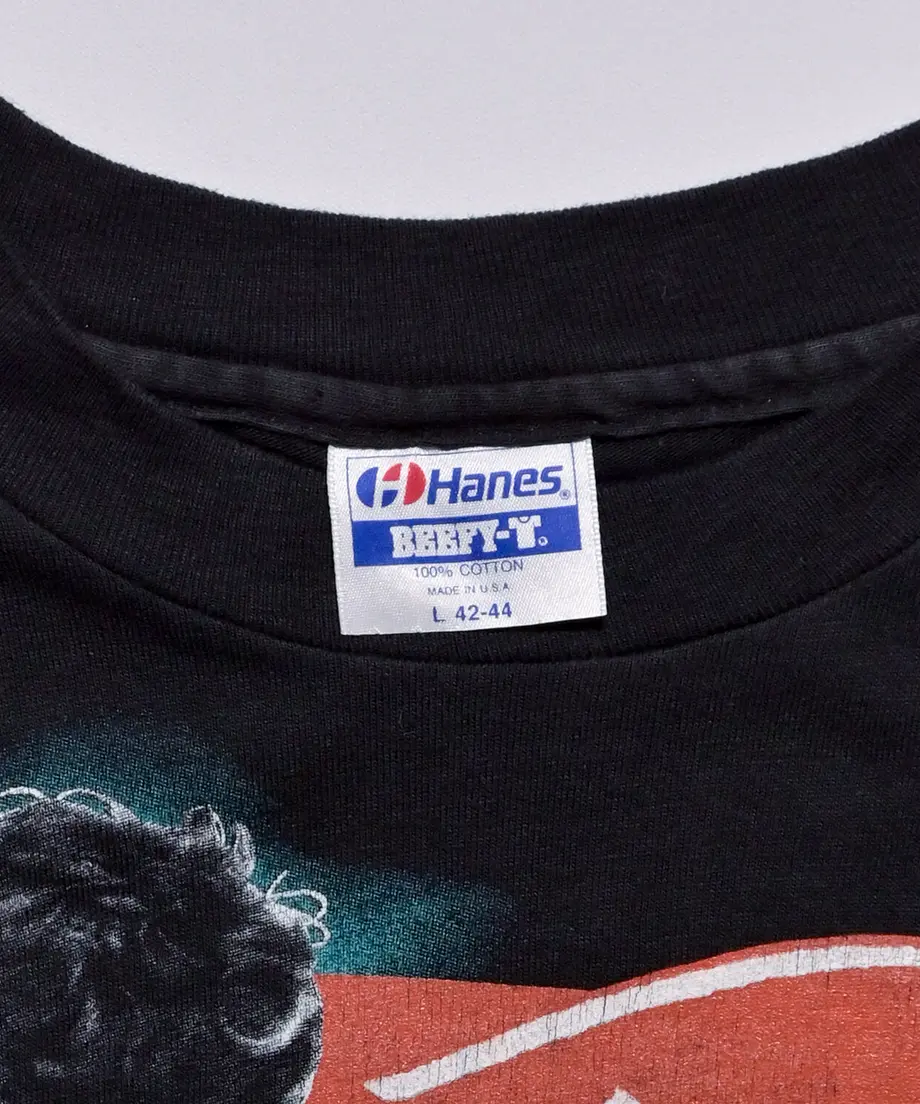 Hanes®
BEEFY-T®
100% COTTON
MADE IN U.S.A
L 42-44